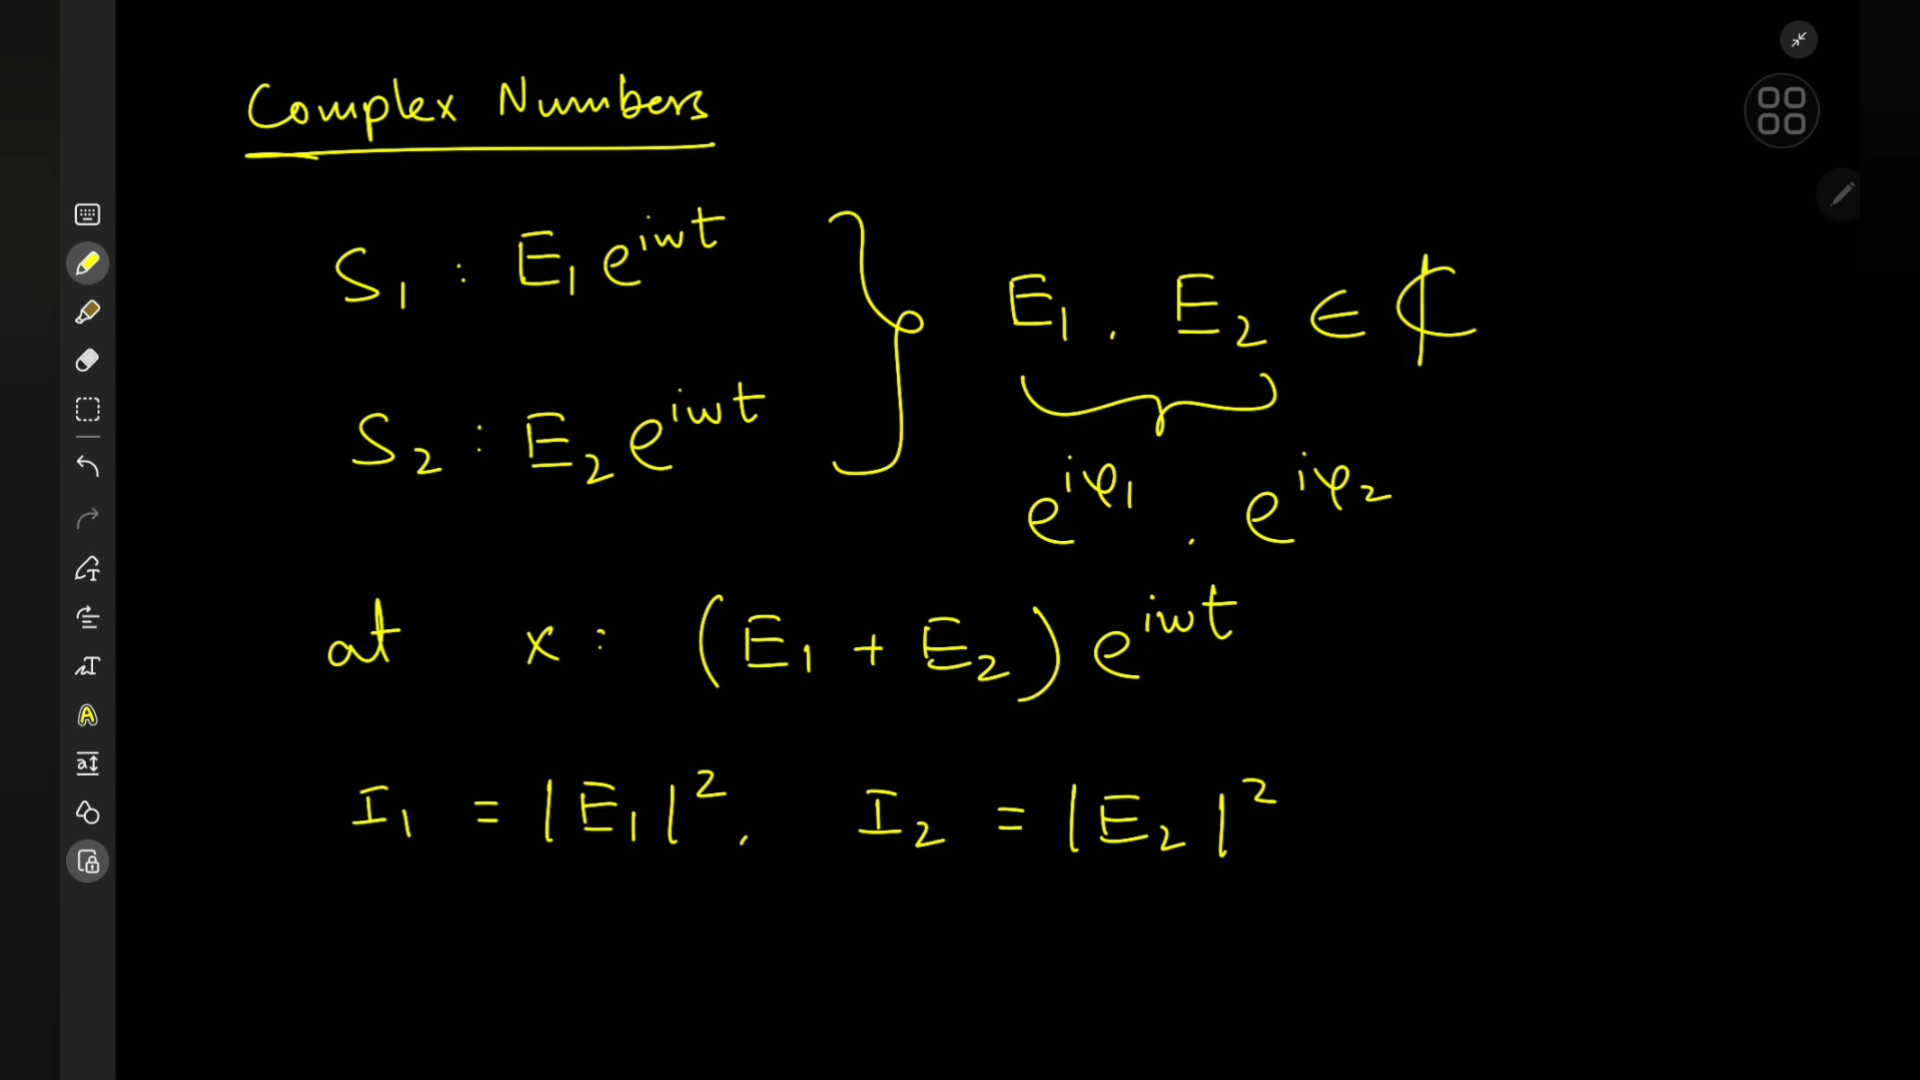 Complex Numbers
S₁ : E₁ e^{iωt}
S₂ : E₂ e^{iωt}
E₁ , E₂ ∈ ℂ
e^{iφ₁} , e^{iφ₂}
at x : (E₁ + E₂) e^{iωt}
I₁ = |E₁|² , I₂ = |E₂|²